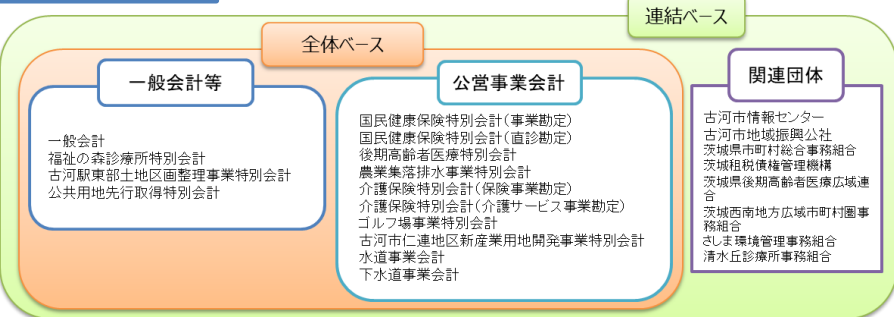 連結ベース
全体ベース
一般会計等
一般会計
福祉の森診療所特別会計
古河駅東部土地区画整理事業特別会計
公共用地先行取得特別会計
公営事業会計
国民健康保険特別会計(事業勘定)
国民健康保険特別会計(直診勘定)
後期高齢者医療特別会計
農業集落排水事業特別会計
介護保険特別会計(保険事業勘定)
介護保険特別会計(介護サービス事業勘定)
ゴルフ場事業特別会計
古河市仁連地区新産業用地開発事業特別会計
水道事業会計
下水道事業会計
関連団体
古河市情報センター
古河市地域振興公社
茨城県市町村総合事務組合
茨城租税債権管理機構
茨城県後期高齢者医療広域連
合
茨城西南地方広域市町村圏事
務組合
さしま環境管理事務組合
清水丘診療所事務組合